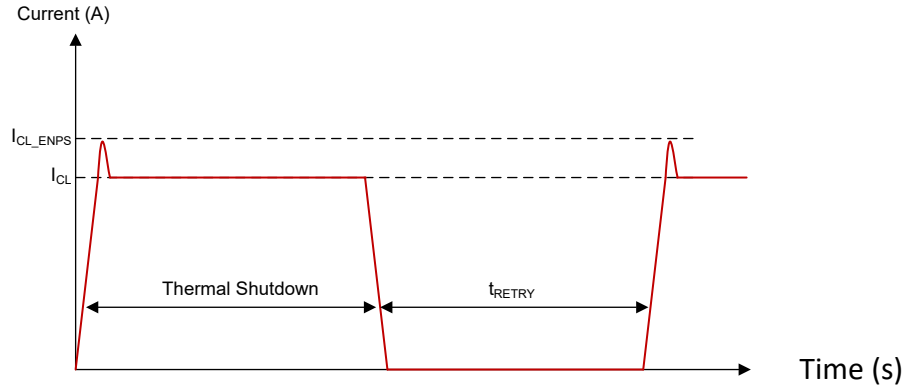 Current (A)
I_CL_ENPS
I_CL
Thermal Shutdown
t_RETRY
Time (s)